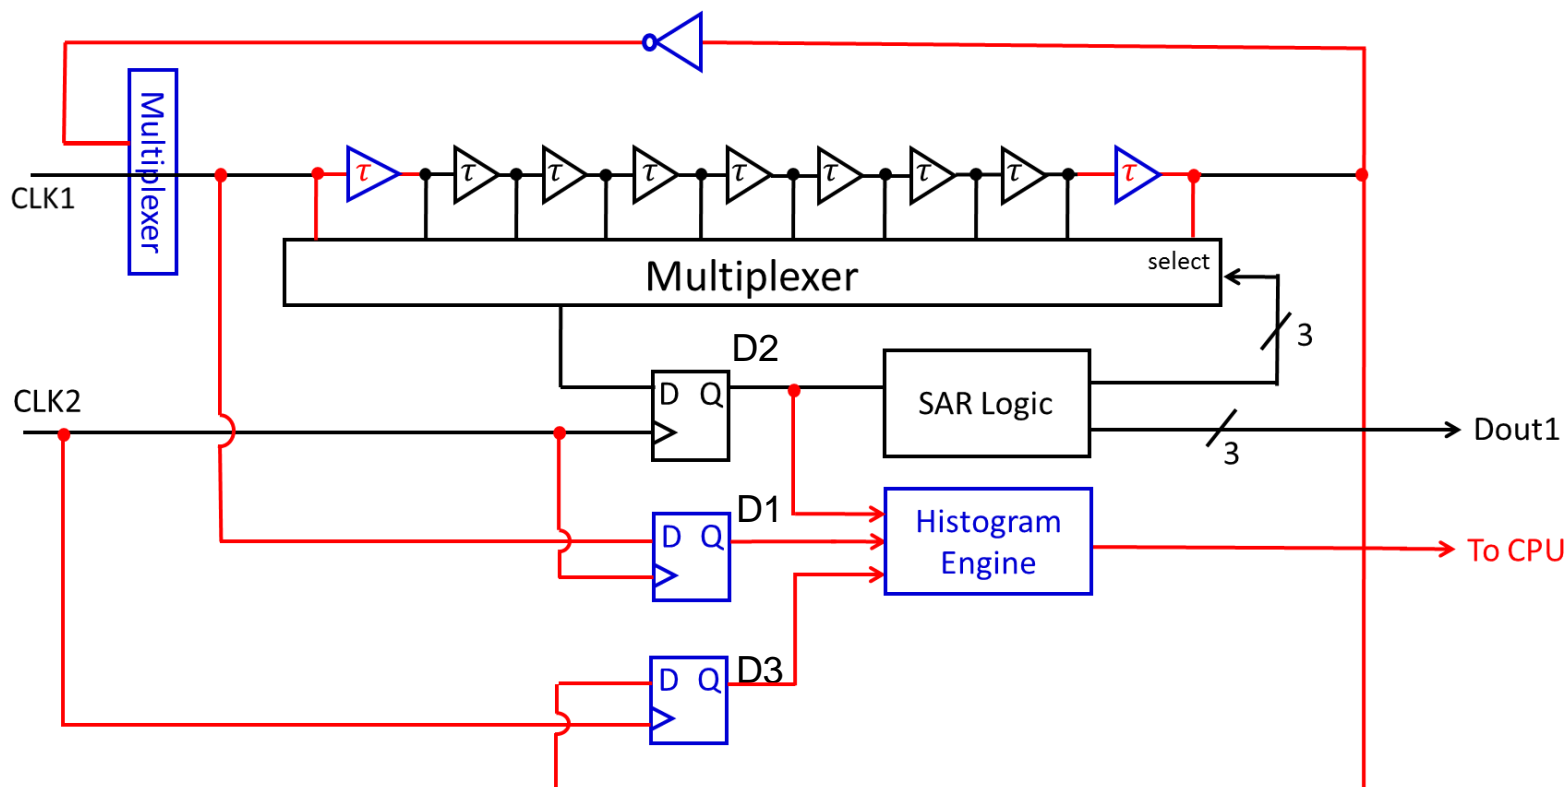 Multiplexer
CLK1
τ
τ
τ
τ
τ
τ
τ
τ
τ
Multiplexer
select
3
CLK2
D2
D Q
SAR Logic
3
Dout1
D1
D Q
Histogram
Engine
To CPU
D3
D Q